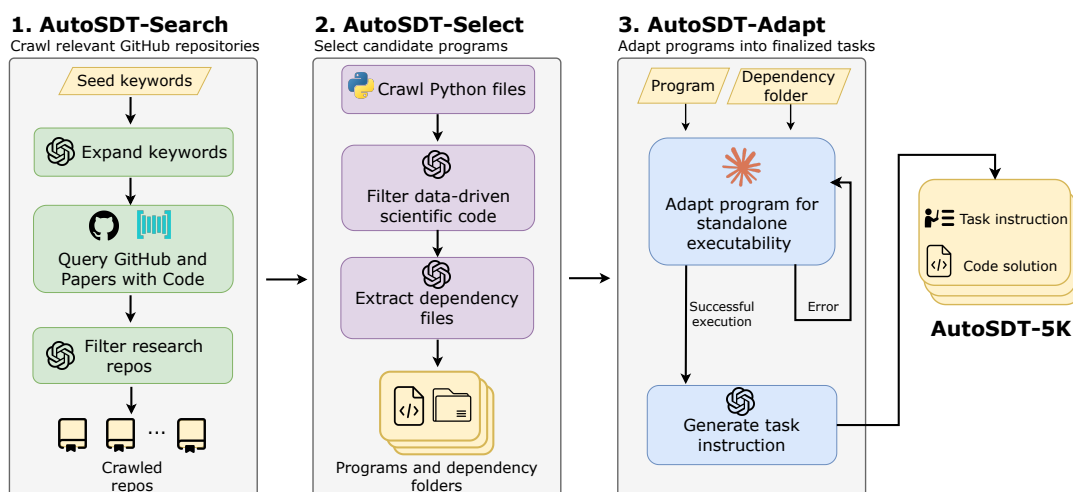 1. AutoSDT-Search
Crawl relevant GitHub repositories
Seed keywords
Expand keywords
Query GitHub and
Papers with Code
Filter research
repos
...
Crawled
repos
2. AutoSDT-Select
Select candidate programs
Crawl Python files
Filter data-driven
scientific code
Extract dependency
files
</>
Programs and dependency
folders
3. AutoSDT-Adapt
Adapt programs into finalized tasks
Program
Dependency
folder
Adapt program for
standalone
executability
Successful
execution
Error
Generate task
instruction
Task instruction
</>
Code solution
AutoSDT-5K